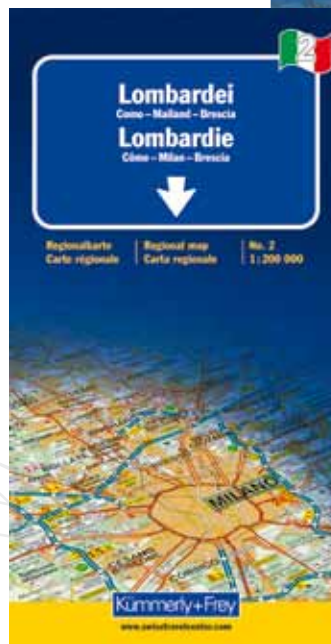 2
Lombardei
Como – Mailand – Brescia
Lombardie
Côme – Milan – Brescia
Regionalkarte
Carte régionale
Regional map
Carta regionale
No. 2
1:200 000
MILANO
Kümmerly+Frey
www.swisstravelcenter.com